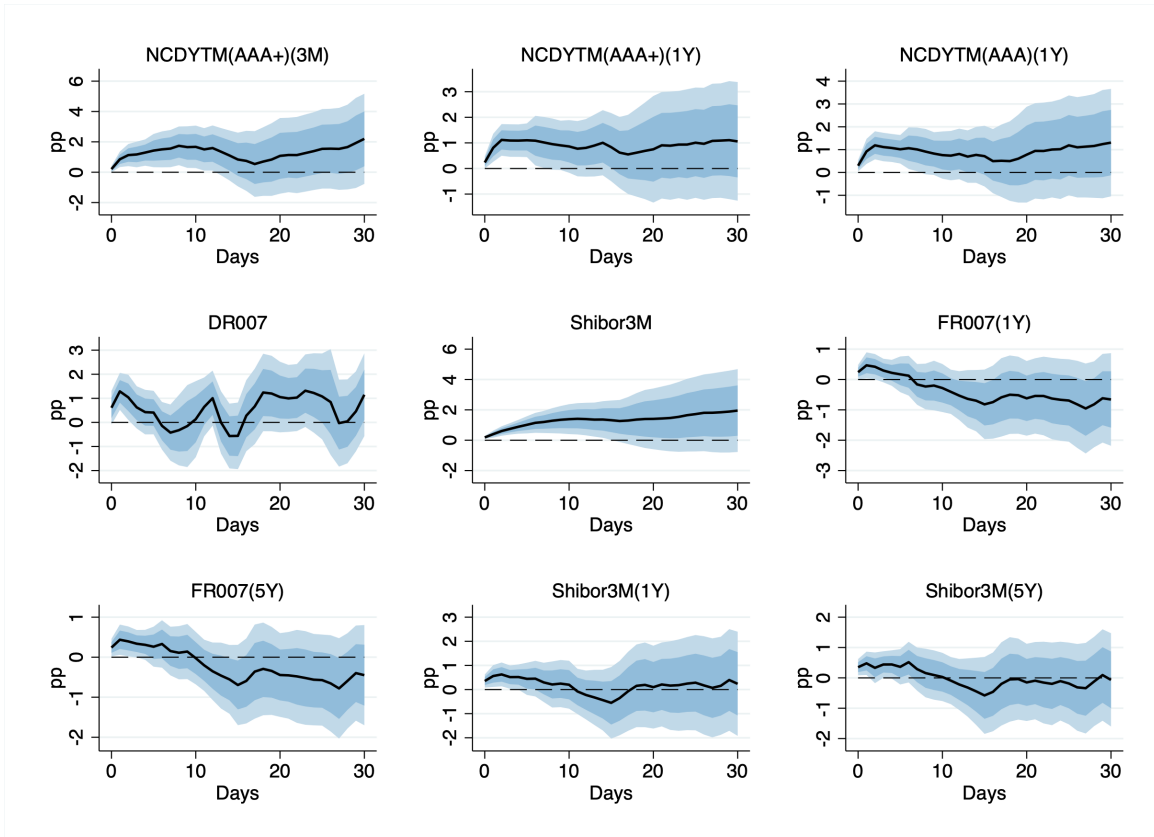 NCDYTM(AAA+)(3M)
pp
6
4
2
0
-2
0 10 20 30
Days
NCDYTM(AAA+)(1Y)
pp
3
2
1
0
-1
0 10 20 30
Days
NCDYTM(AAA)(1Y)
pp
4
3
2
1
0
-1
0 10 20 30
Days
DR007
pp
3
2
1
0
-1
-2
0 10 20 30
Days
Shibor3M
pp
6
4
2
0
-2
0 10 20 30
Days
FR007(1Y)
pp
1
0
-1
-2
-3
0 10 20 30
Days
FR007(5Y)
pp
1
0
-1
-2
0 10 20 30
Days
Shibor3M(1Y)
pp
3
2
1
0
-1
-2
0 10 20 30
Days
Shibor3M(5Y)
pp
2
1
0
-1
-2
0 10 20 30
Days